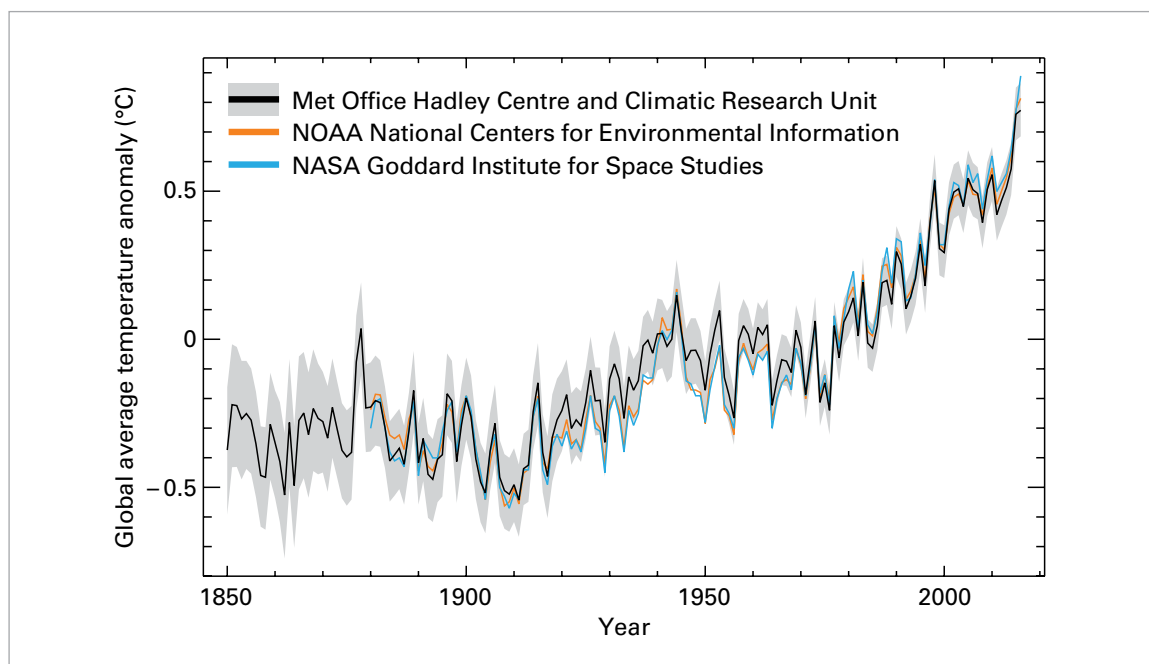 Global average temperature anomaly (°C)
Met Office Hadley Centre and Climatic Research Unit
NOAA National Centers for Environmental Information
NASA Goddard Institute for Space Studies
0.5
0
−0.5
1850
1900
1950
2000
Year